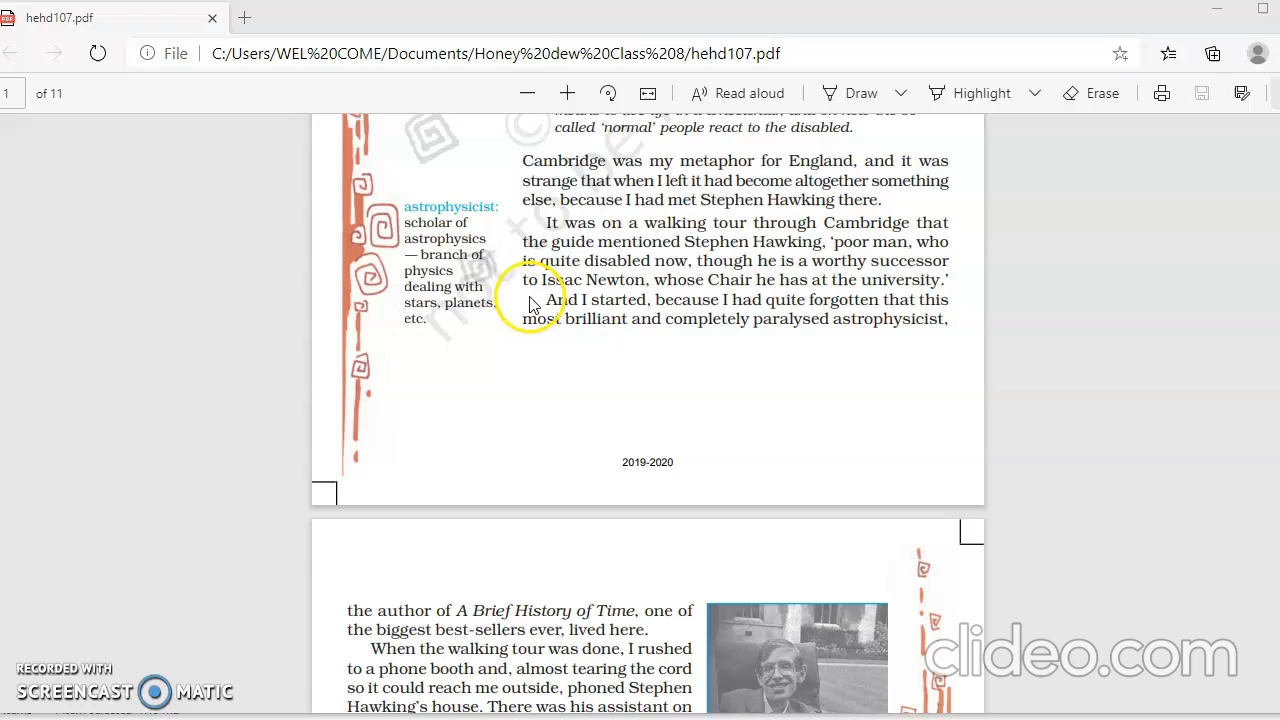 hehd107.pdf
File C:/Users/WEL%20COME/Documents/Honey%20dew%20Class%208/hehd107.pdf
1 of 11
Read aloud Draw Highlight Erase
called ‘normal’ people react to the disabled.
Cambridge was my metaphor for England, and it was
strange that when I left it had become altogether something
else, because I had met Stephen Hawking there.
It was on a walking tour through Cambridge that
the guide mentioned Stephen Hawking, ‘poor man, who
is quite disabled now, though he is a worthy successor
to Issac Newton, whose Chair he has at the university.’
And I started, because I had quite forgotten that this
most brilliant and completely paralysed astrophysicist,
astrophysicist:
scholar of
astrophysics
— branch of
physics
dealing with
stars, planets,
etc.
not to be
©
2019-2020
the author of A Brief History of Time, one of
the biggest best-sellers ever, lived here.
When the walking tour was done, I rushed
to a phone booth and, almost tearing the cord
so it could reach me outside, phoned Stephen
Hawking’s house. There was his assistant on
clideo.com
RECORDED WITH
SCREENCAST MATIC